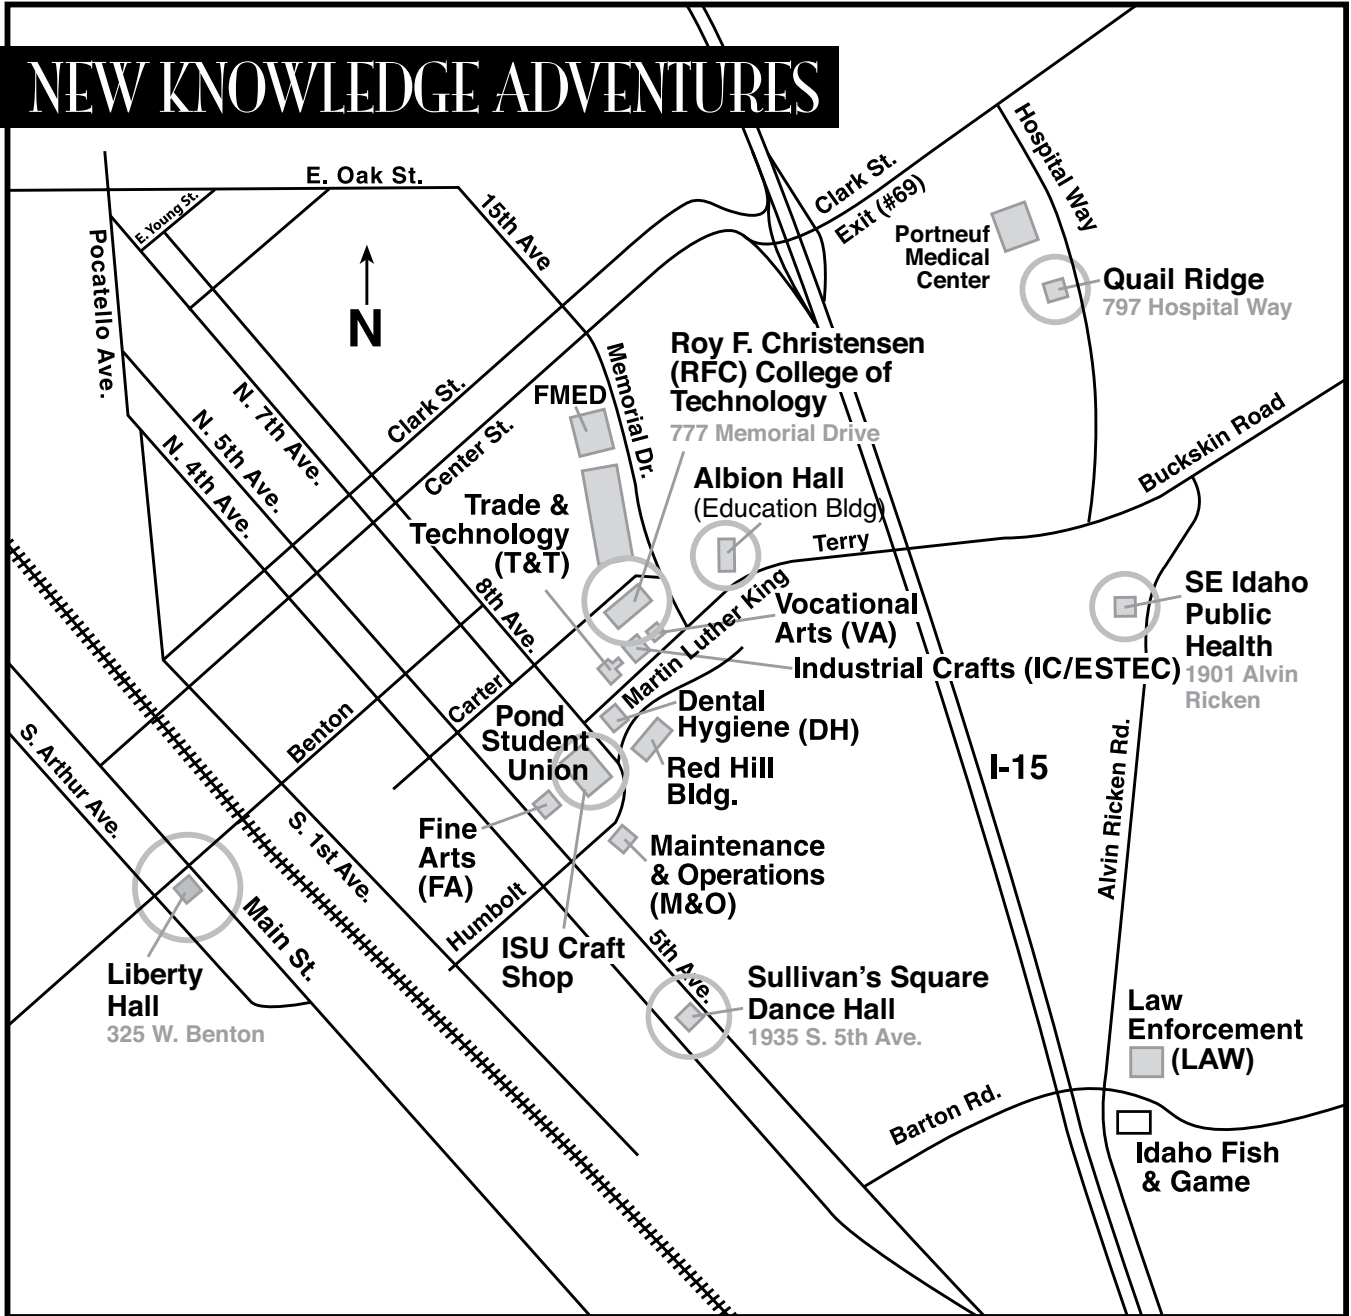 NEW KNOWLEDGE ADVENTURES
E. Oak St.
E. Young St.
15th Ave
Pocatello Ave.
N
Clark St.
Exit (#69)
Hospital Way
Portneuf
Medical
Center
Quail Ridge
797 Hospital Way
Roy F. Christensen
(RFC) College of
Technology
777 Memorial Drive
Memorial Dr.
FMED
N. 7th Ave.
N. 5th Ave.
N. 4th Ave.
Clark St.
Center St.
Buckskin Road
Albion Hall
(Education Bldg)
Trade &
Technology
(T&T)
Terry
8th Ave.
Martin Luther King
Vocational
Arts (VA)
Industrial Crafts (IC/ESTEC)
SE Idaho
Public
Health
1901 Alvin
Ricken
Carter
Benton
Pond
Student
Union
Dental
Hygiene (DH)
Red Hill
Bldg.
I-15
Alvin Ricken Rd.
S. Arthur Ave.
S. 1st Ave.
Fine
Arts
(FA)
Maintenance
& Operations
(M&O)
Humbolt
Main St.
ISU Craft
Shop
5th Ave.
Liberty
Hall
325 W. Benton
Sullivan's Square
Dance Hall
1935 S. 5th Ave.
Law
Enforcement
(LAW)
Barton Rd.
Idaho Fish
& Game